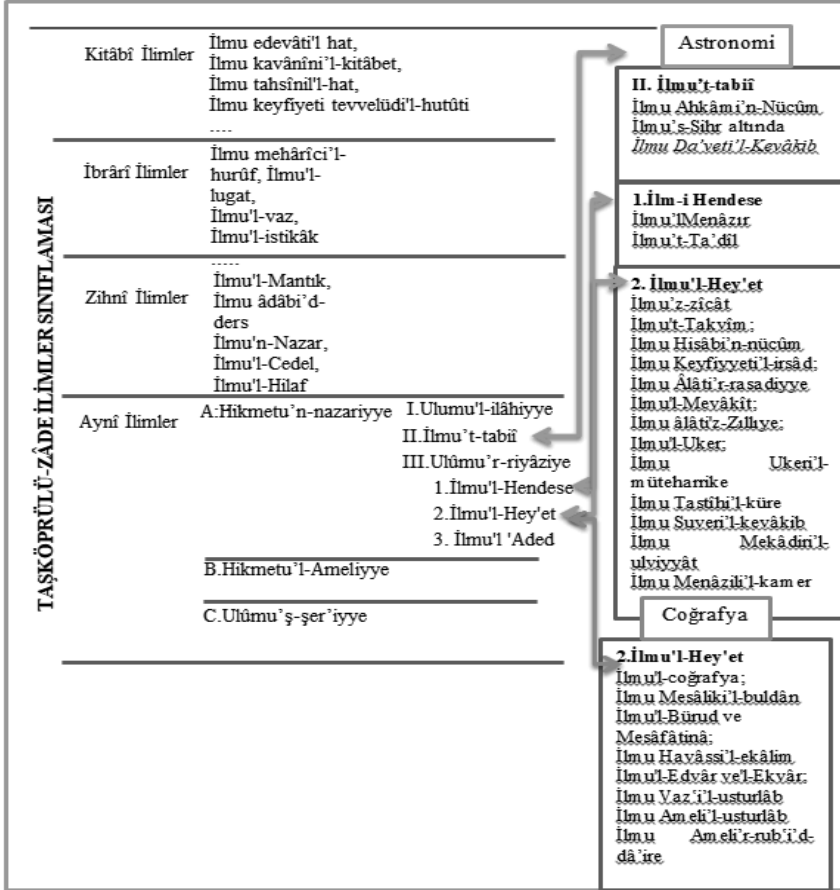 TAŞKÖPRÜLÜ-ZÂDE İLİMLER SINIFLAMASI
Kitâbî İlimler
İlmu edevâti'l hat,
İlmu kavânîni’l-kitâbet,
İlmu tahsînil'l-hat,
İlmu keyfiyeti tevvelüdi'l-hutûti
....
İbrârî İlimler
İlmu mehârîci’l-
hurûf, İlmu'l-
lugat,
İlmu'l-vaz,
İlmu'l-istikâk
.....
Zihnî İlimler
İlmu'l-Mantık,
İlmu âdâbi’d-
ders
İlmu'n-Nazar,
İlmu'l-Cedel,
İlmu'l-Hilaf
Aynî İlimler
A:Hikmetu’n-nazariyye
I.Ulumu'l-ilâhiyye
II.İlmu’t-tabiî
III.Ulûmu’r-riyâziye
1.İlmu'l-Hendese
2.İlmu'l-Hey'et
3. İlmu'l 'Aded
B.Hikmetu’l-Ameliyye
C.Ulûmu’ş-şer’iyye
Astronomi
II. İlmu’t-tabiî
İlmu Ahkâmi’n-Nücûm
İlmu’s-Sihr altında
İlmu Da’veti’l-Kevâkib
1.İlm-i Hendese
İlmu’lMenâzır
İlmu’t-Ta’dîl
2. İlmu'l-Hey'et
İlmu’z-zîcât
İlmu't-Takvîm;
İlmu Hisâbi’n-nücûm
İlmu Keyfiyyeti’l-irsâd;
İlmu Âlâti’r-rasadiyye
İlmu'l-Mevâkît;
İlmu âlâti'z-Zılliye;
İlmu'l-Uker;
İlmu Ukeri’l-
müteharrike
İlmu Tastîhi’l-küre
İlmu Suveri’l-kevâkib
İlmu Mekâdiri’l-
ulviyyât
İlmu Menâzili’l-kamer
Coğrafya
2.İlmu'l-Hey'et
İlmu'l-coğrafya;
İlmu Mesâliki’l-buldân
İlmu'l-Bürud ve
Mesâfâtinâ;
İlmu Havâssi’l-ekâlim
İlmu'l-Edvâr ve'l-Ekvâr;
İlmu Vaz‘i’l-usturlâb
İlmu Ameli’l-usturlâb
İlmu Ameli’r-rub‘i’d-
dâ’ire